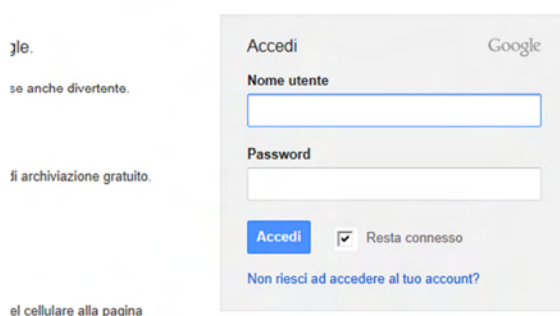 gle.
se anche divertente.
di archiviazione gratuito.
el cellulare alla pagina
Accedi Google
Nome utente
Password
Accedi Resta connesso
Non riesci ad accedere al tuo account?